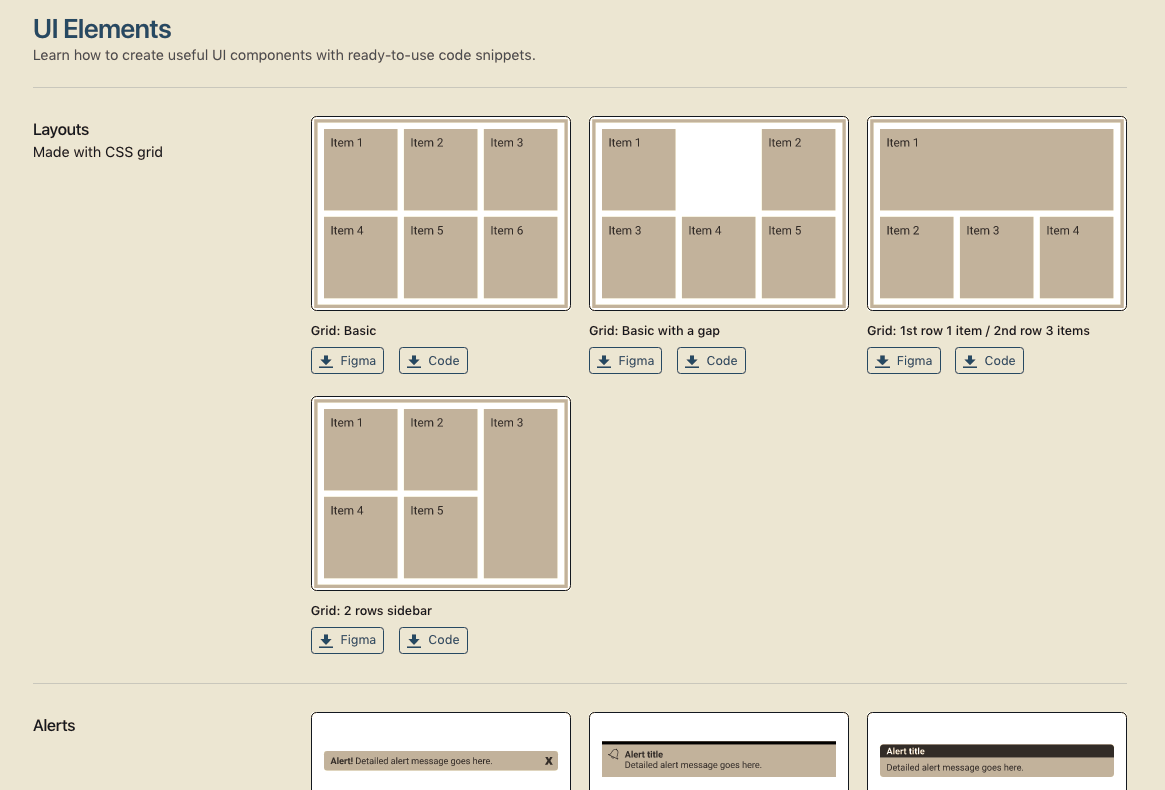 UI Elements
Learn how to create useful UI components with ready-to-use code snippets.
Layouts
Made with CSS grid
Item 1 Item 2 Item 3
Item 4 Item 5 Item 6
Grid: Basic
Figma Code
Item 1 Item 2
Item 3 Item 4 Item 5
Grid: Basic with a gap
Figma Code
Item 1
Item 2 Item 3 Item 4
Grid: 1st row 1 item / 2nd row 3 items
Figma Code
Item 1 Item 2 Item 3
Item 4 Item 5
Grid: 2 rows sidebar
Figma Code
Alerts
Alert! Detailed alert message goes here. X
Alert title
Detailed alert message goes here.
Alert title
Detailed alert message goes here.